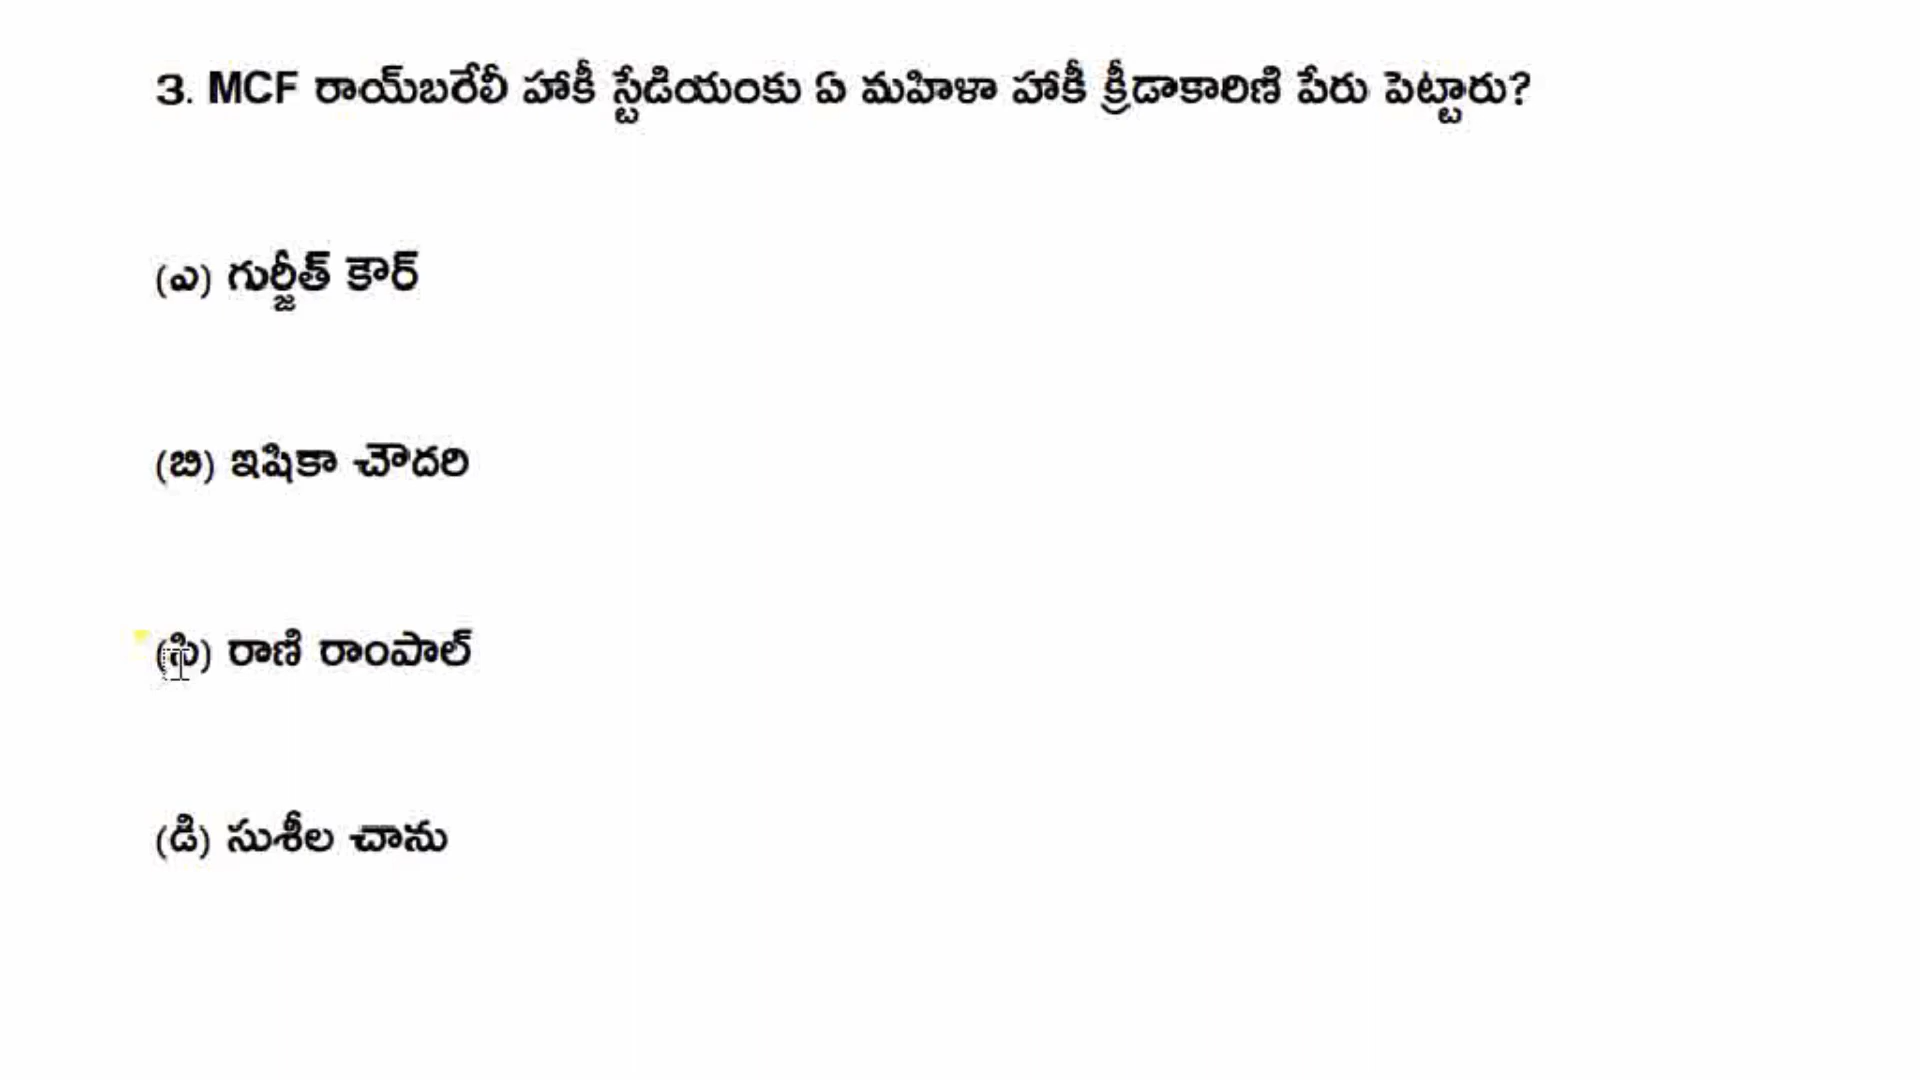 3. MCF రాయ్‌బరేలీ హాకీ స్టేడియంకు ఏ మహిళా హాకీ క్రీడాకారిణి పేరు పెట్టారు?
(ఎ) గుర్జీత్ కౌర్
(బి) ఇషికా చౌదరి
(సి) రాణి రాంపాల్
(డి) సుశీల చాను